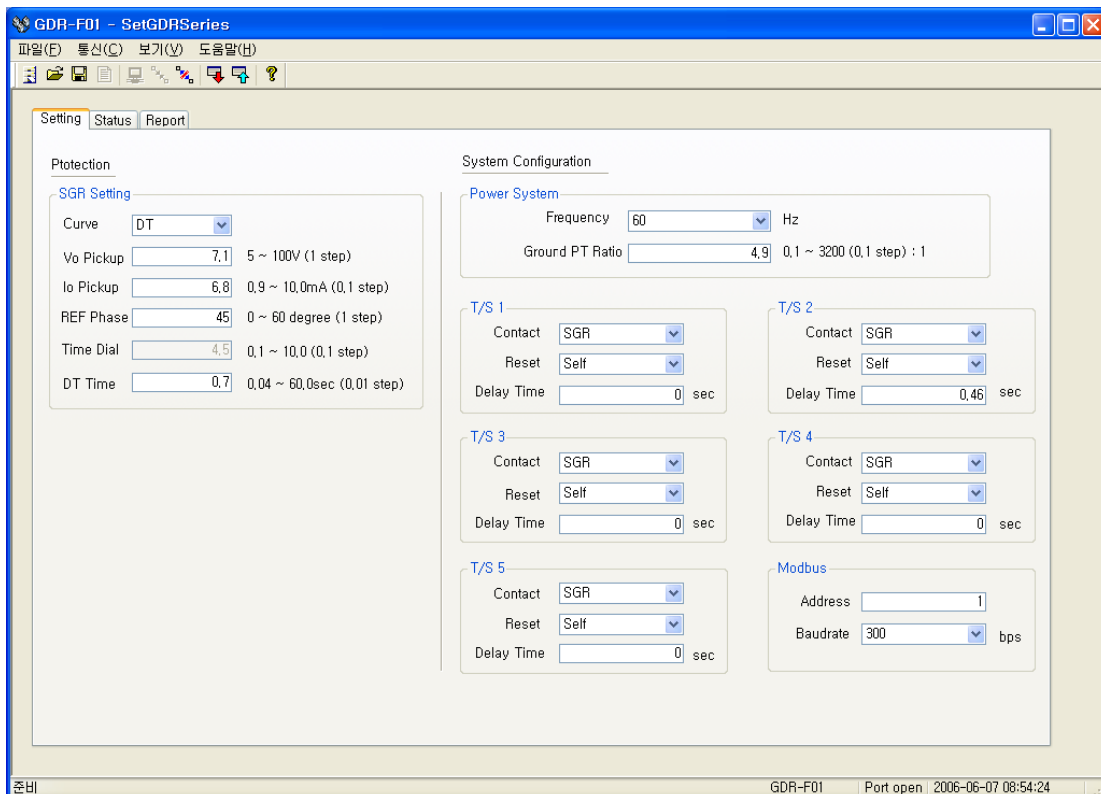 GDR-F01 - SetGDRSeries
파일(F) 통신(C) 보기(V) 도움말(H)
Setting Status Report
Ptotection
SGR Setting
Curve DT
Vo Pickup 7.1 5 ~ 100V (1 step)
Io Pickup 6.8 0.9 ~ 10.0mA (0.1 step)
REF Phase 45 0 ~ 60 degree (1 step)
Time Dial 4.5 0.1 ~ 10.0 (0.1 step)
DT Time 0.7 0.04 ~ 60.0sec (0.01 step)
System Configuration
Power System
Frequency 60 Hz
Ground PT Ratio 4.9 0.1 ~ 3200 (0.1 step) : 1
T/S 1
Contact SGR
Reset Self
Delay Time 0 sec
T/S 2
Contact SGR
Reset Self
Delay Time 0.46 sec
T/S 3
Contact SGR
Reset Self
Delay Time 0 sec
T/S 4
Contact SGR
Reset Self
Delay Time 0 sec
T/S 5
Contact SGR
Reset Self
Delay Time 0 sec
Modbus
Address 1
Baudrate 300 bps
준비 GDR-F01 Port open 2006-06-07 08:54:24